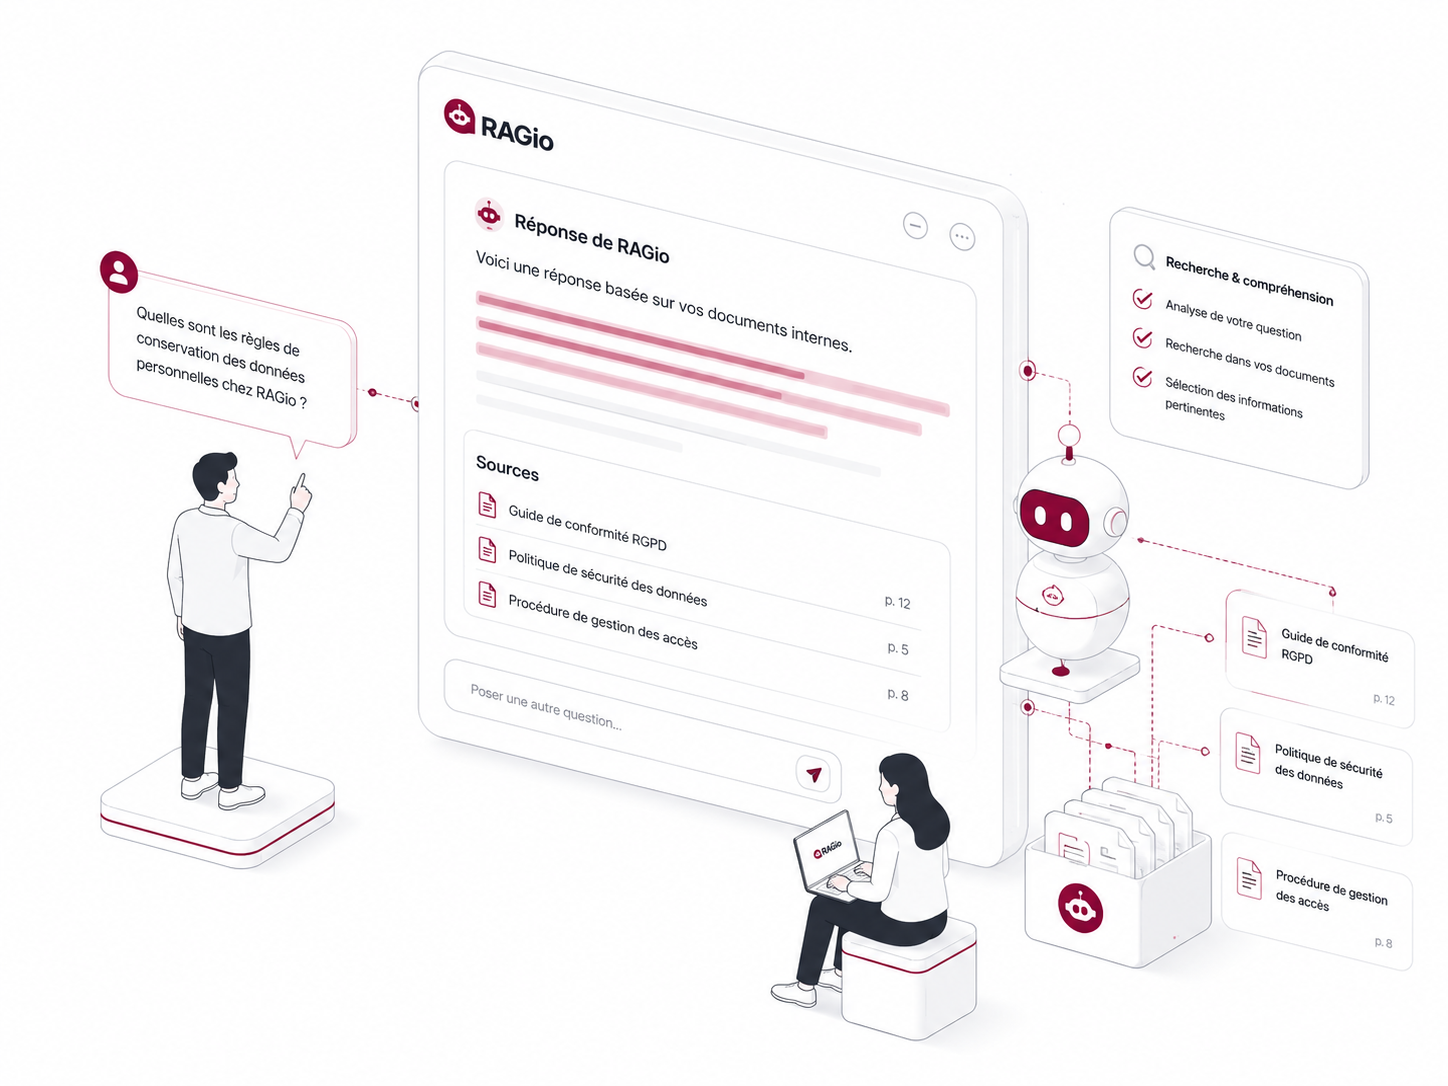 RAGio
Réponse de RAGio
Voici une réponse basée sur vos documents internes.
Quelles sont les règles de
conservation des données
personnelles chez RAGio ?
Sources
Guide de conformité RGPD
p. 12
Politique de sécurité des données
p. 5
Procédure de gestion des accès
p. 8
Poser une autre question...
Recherche & compréhension
Analyse de votre question
Recherche dans vos documents
Sélection des informations
pertinentes
Guide de conformité
RGPD
p. 12
Politique de sécurité
des données
p. 5
Procédure de gestion
des accès
p. 8
RAGio